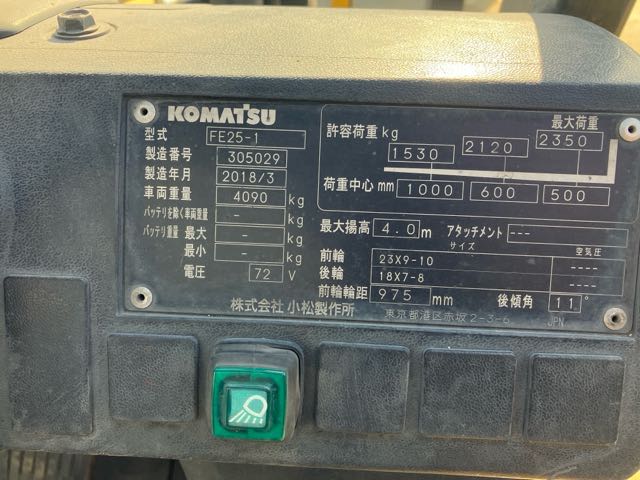 KOMATSU
型式 FE25-1
製造番号 305029
製造年月 2018/3
車両重量 4090 kg
バッテリを除く車両重量 - kg
バッテリ重量 最大 - kg
最小 - kg
電圧 72 V
許容荷重 kg 最大荷重
1530 2120 2350
荷重中心 mm 1000 600 500
最大揚高 4.0 m アタッチメント ---
サイズ 空気圧
前輪 23X9-10 ----
後輪 18X7-8 ----
前輪輪距 975 mm 後傾角 11°
株式会社 小松製作所 東京都港区赤坂2-3-6 JPN